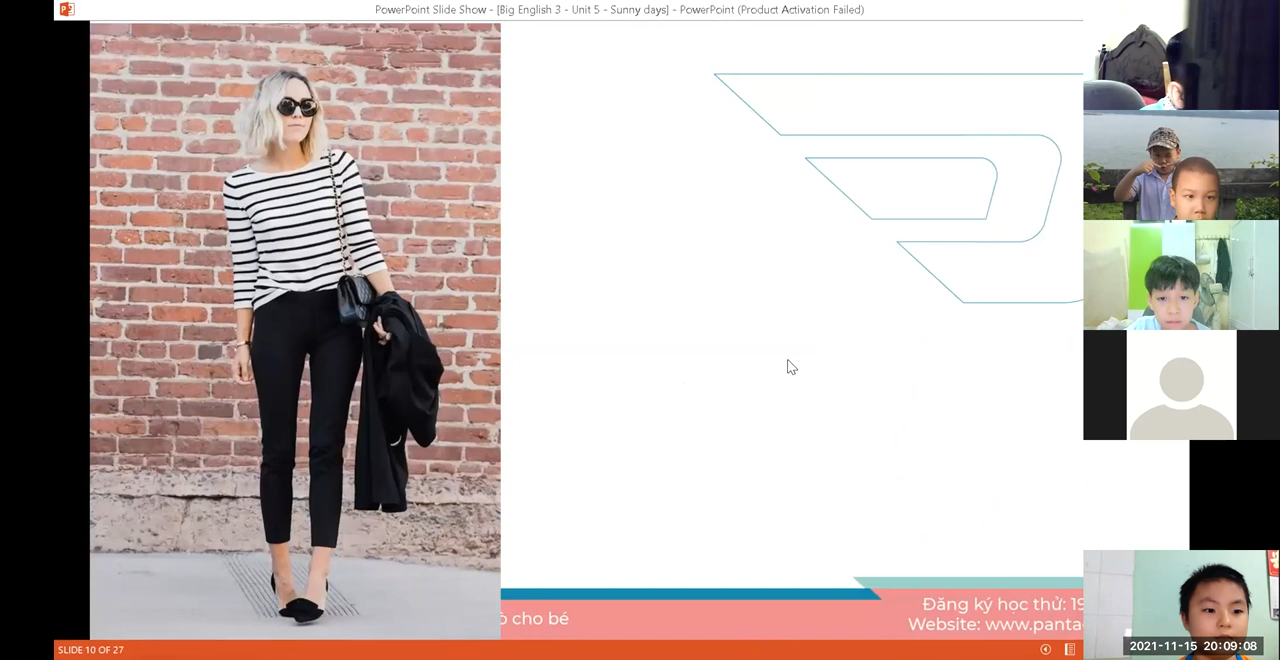 PowerPoint Slide Show - [Big English 3 - Unit 5 - Sunny days] - PowerPoint (Product Activation Failed)
cho bé
Đăng ký học thử: 19
Website: www.panta
SLIDE 10 OF 27
2021-11-15 20:09:08